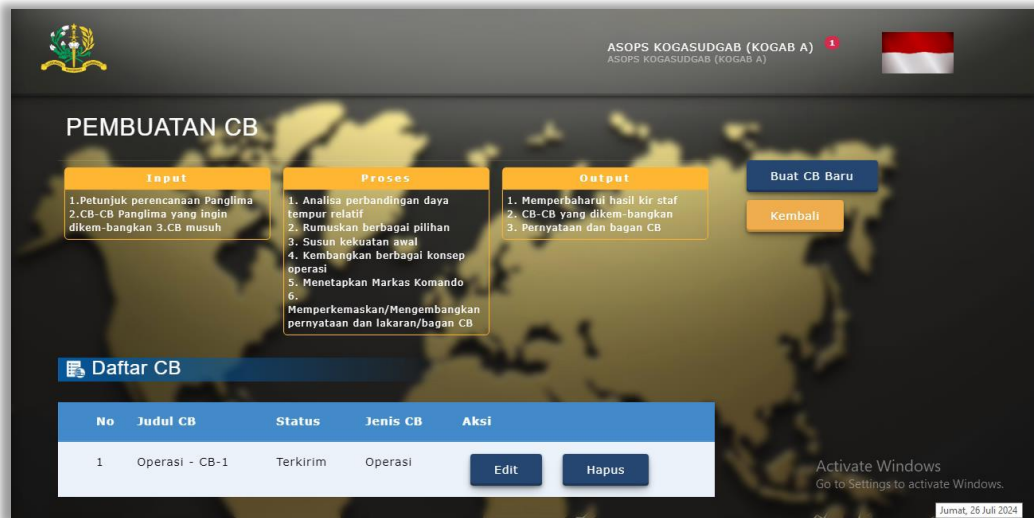 ASOPS KOGASUDGAB (KOGAB A)
1
ASOPS KOGASUDGAB (KOGAB A)
PEMBUATAN CB
Input
1.Petunjuk perencanaan Panglima
2.CB-CB Panglima yang ingin
dikem-bangkan 3.CB musuh
Proses
1. Analisa perbandingan daya
tempur relatif
2. Rumuskan berbagai pilihan
3. Susun kekuatan awal
4. Kembangkan berbagai konsep
operasi
5. Menetapkan Markas Komando
6.
Memperkemaskan/Mengembangkan
pernyataan dan lakaran/bagan CB
Output
1. Memperbaharui hasil kir staf
2. CB-CB yang dikem-bangkan
3. Pernyataan dan bagan CB
Buat CB Baru
Kembali
Daftar CB
No Judul CB Status Jenis CB Aksi
1 Operasi - CB-1 Terkirim Operasi Edit Hapus
Activate Windows
Go to Settings to activate Windows.
Jumat, 26 Juli 2024